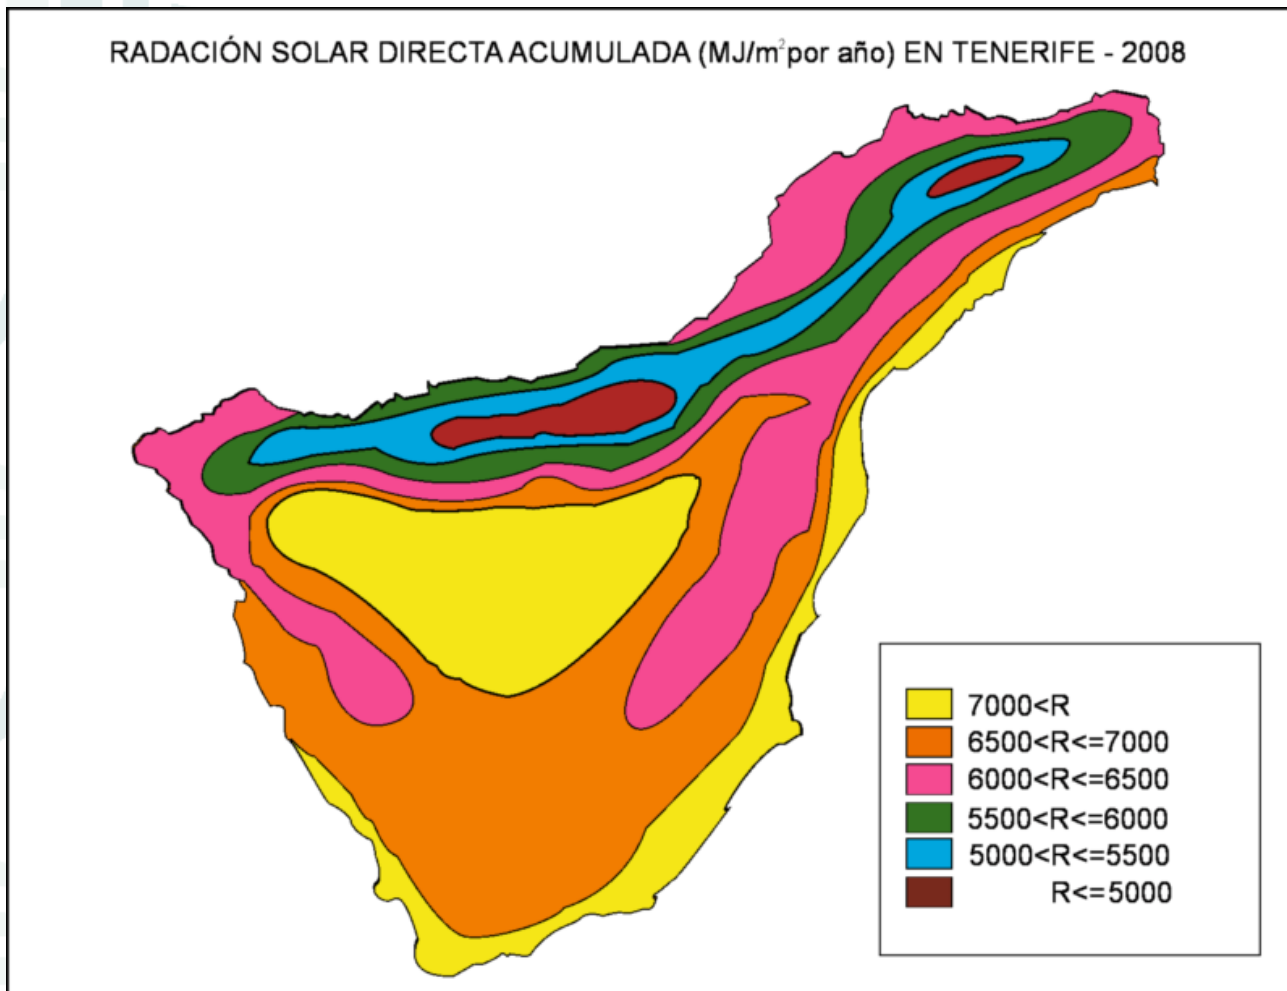 RADACIÓN SOLAR DIRECTA ACUMULADA (MJ/m²por año) EN TENERIFE - 2008
7000<R
6500<R<=7000
6000<R<=6500
5500<R<=6000
5000<R<=5500
R<=5000